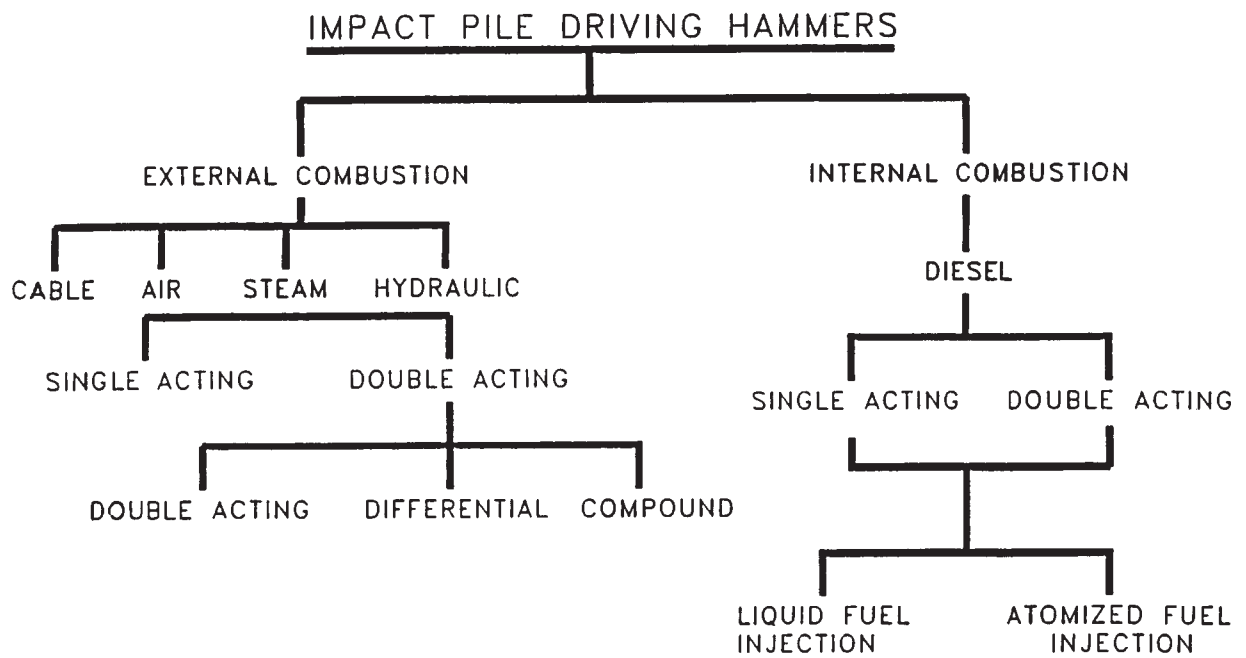 IMPACT PILE DRIVING HAMMERS
EXTERNAL COMBUSTION
INTERNAL COMBUSTION
CABLE AIR STEAM HYDRAULIC
DIESEL
SINGLE ACTING DOUBLE ACTING
SINGLE ACTING DOUBLE ACTING
DOUBLE ACTING DIFFERENTIAL COMPOUND
LIQUID FUEL
INJECTION
ATOMIZED FUEL
INJECTION